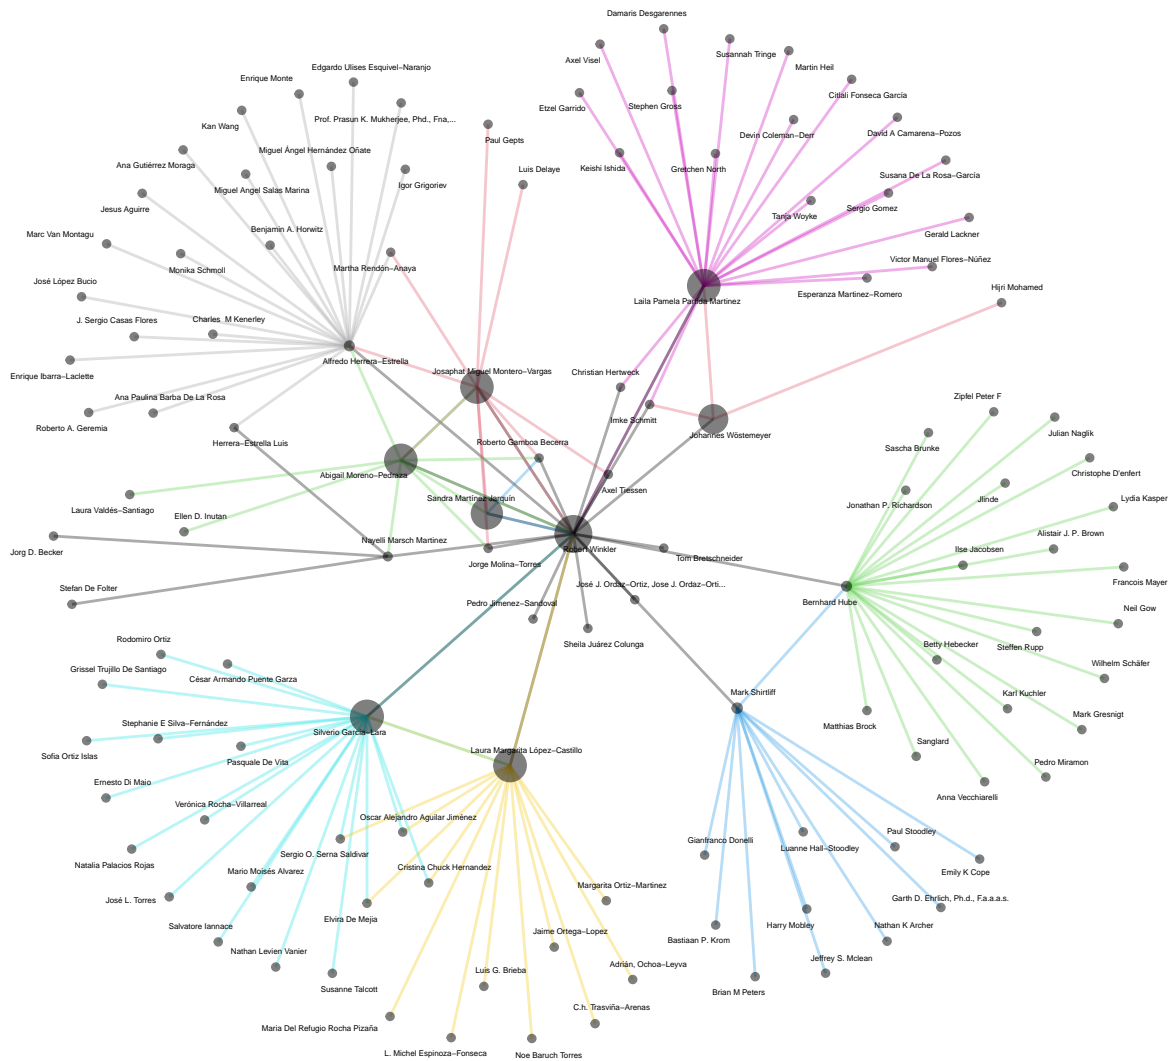 Damaris Desgarennes
Susannah Tringe
Axel Visel
Martin Heil
Edgardo Ulises Esquivel−Naranjo
Enrique Monte
Citlali Fonseca García
Stephen Gross
Etzel Garrido
Prof. Prasun K. Mukherjee, Phd., Fna,...
Kan Wang
David A Camarena−Pozos
Devin Coleman−Derr
Paul Gepts
Miguel Ángel Hernández Oñate
Ana Gutiérrez Moraga
Keishi Ishida
Gretchen North
Luis Delaye
Susana De La Rosa−García
Igor Grigoriev
Miguel Angel Salas Marina
Sergio Gomez
Jesus Aguirre
Tanja Woyke
Benjamin A. Horwitz
Marc Van Montagu
Gerald Lackner
Martha Rendón−Anaya
Monika Schmoll
Victor Manuel Flores−Núñez
José López Bucio
Esperanza Martinez−Romero
Hijri Mohamed
Laila Pamela Partida Martinez
J. Sergio Casas Flores
Charles  M Kenerley
Alfredo Herrera−Estrella
Josaphat Miguel Montero−Vargas
Christian Hertweck
Enrique Ibarra−Laclette
Ana Paulina Barba De La Rosa
Zipfel Peter F
Roberto A. Geremia
Imke Schmitt
Johannes Wöstemeyer
Julian Naglik
Herrera−Estrella Luis
Roberto Gamboa Becerra
Sascha Brunke
Christophe D'enfert
Abigail Moreno−Pedraza
Axel Tiessen
Jlinde
Sandra Martínez Jarquín
Jonathan P. Richardson
Lydia Kasper
Laura Valdés−Santiago
Ellen D. Inutan
Alistair J. P. Brown
Nayelli Marsch Martinez
Ilse Jacobsen
Jorg D. Becker
Robert Winkler
Tom Bretschneider
Jorge Molina−Torres
Francois Mayer
José J. Ordaz−Ortiz, Jose J. Ordaz−Orti...
Stefan De Folter
Pedro Jimenez−Sandoval
Bernhard Hube
Neil Gow
Rodomiro Ortiz
Sheila Juárez Colunga
Betty Hebecker
Steffen Rupp
Grissel Trujillo De Santiago
César Armando Puente Garza
Wilhelm Schäfer
Mark Shirtliff
Karl Kuchler
Stephanie E Silva−Fernández
Silverio García−Lara
Matthias Brock
Mark Gresnigt
Sofía Ortiz Islas
Pasquale De Vita
Laura Margarita López−Castillo
Sanglard
Pedro Miramon
Ernesto Di Maio
Anna Vecchiarelli
Verónica Rocha−Villarreal
Oscar Alejandro Aguilar Jiménez
Paul Stoodley
Gianfranco Donelli
Luanne Hall−Stoodley
Sergio O. Serna Saldivar
Natalia Palacios Rojas
Mario Moisés Alvarez
Cristina Chuck Hernandez
Emily K Cope
Margarita Ortiz−Martinez
José L. Torres
Elvira De Mejia
Garth D. Ehrlich, Ph.d., F.a.a.a.s.
Salvatore Iannace
Harry Mobley
Jaime Ortega−Lopez
Bastiaan P. Krom
Nathan K Archer
Nathan Levien Vanier
Luis G. Brieba
Adrián, Ochoa−Leyva
Jeffrey S. Mclean
Susanne Talcott
Brian M Peters
C.h. Trasviña−Arenas
Maria Del Refugio Rocha Pizaña
L. Michel Espinoza−Fonseca
Noe Baruch Torres